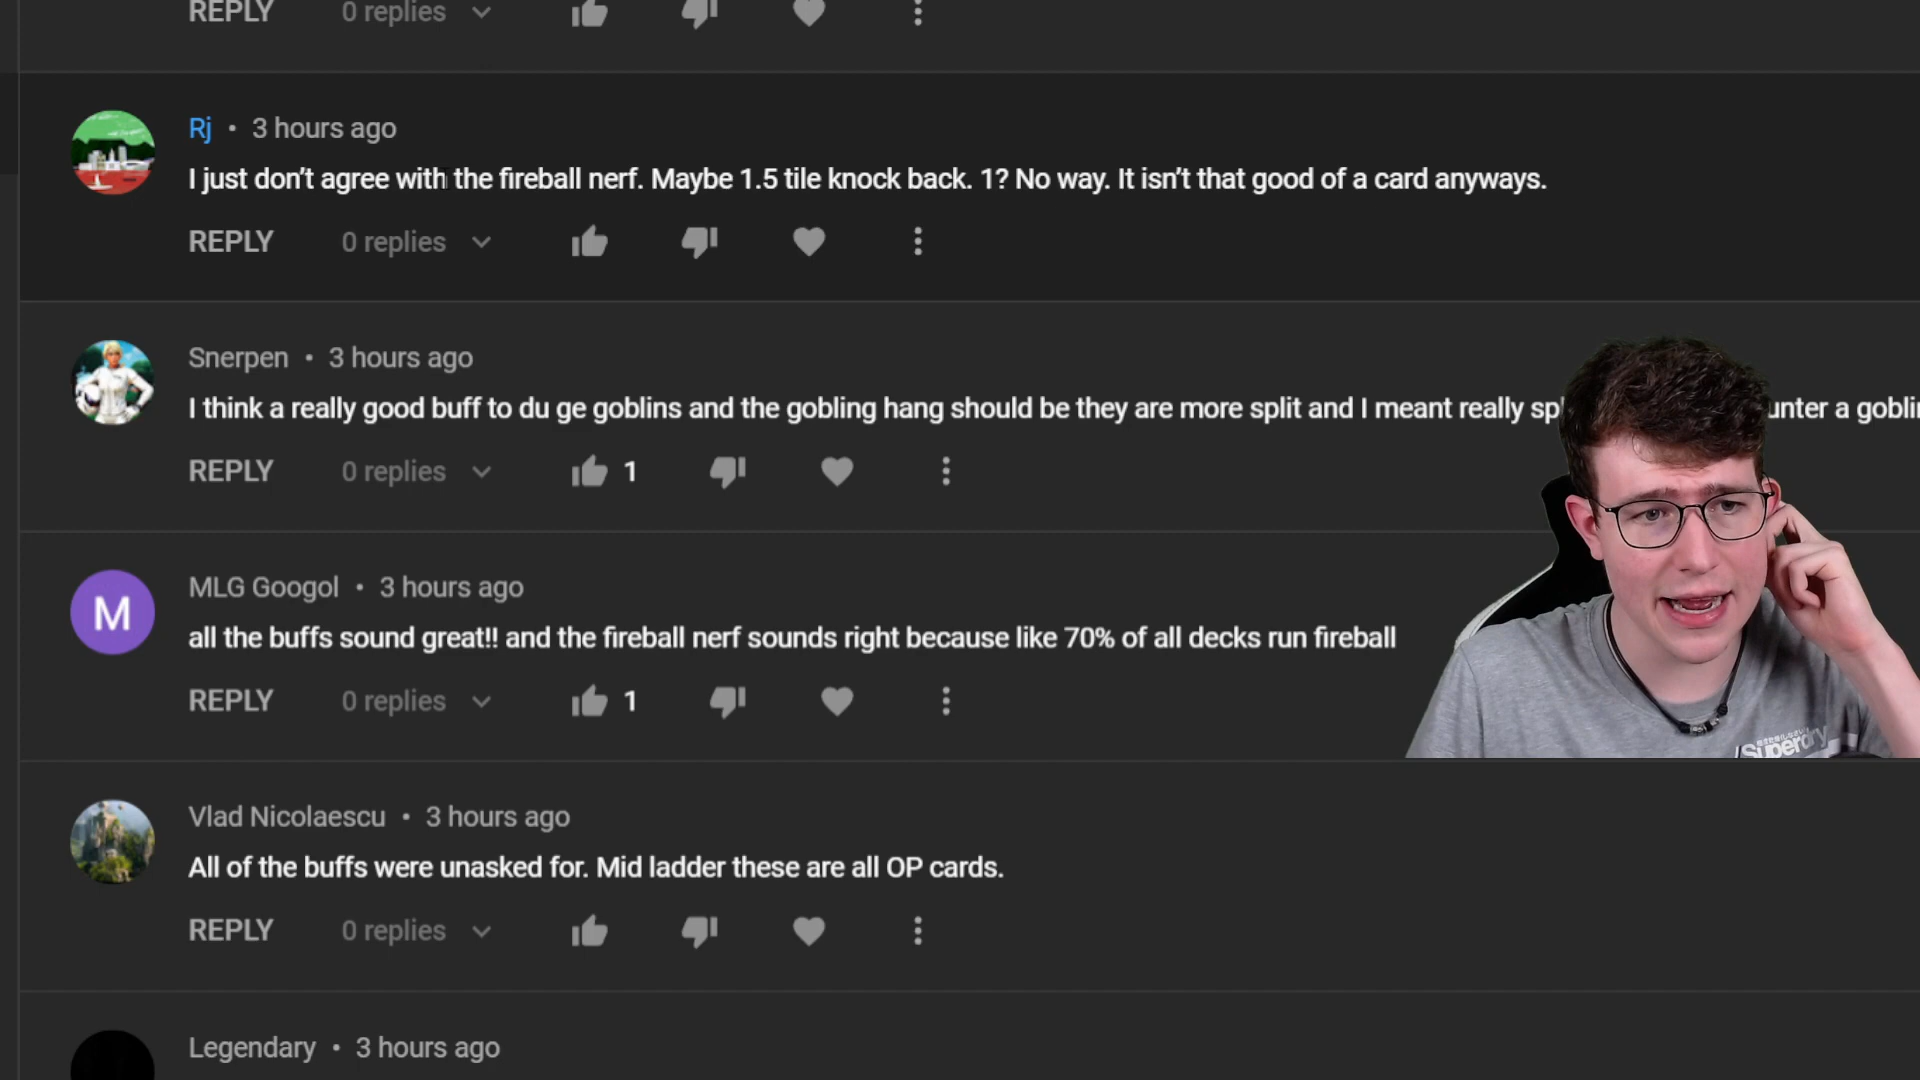 REPLY 0 replies
Rj • 3 hours ago
I just don't agree with the fireball nerf. Maybe 1.5 tile knock back. 1? No way. It isn't that good of a card anyways.
REPLY 0 replies
Snerpen • 3 hours ago
I think a really good buff to du ge goblins and the gobling hang should be they are more split and I meant really a
REPLY 0 replies 1
M
MLG Googol • 3 hours ago
all the buffs sound great!! and the fireball nerf sounds right because like 70% of all decks run fireball
REPLY 0 replies 1
Superdry
Vlad Nicolaescu • 3 hours ago
All of the buffs were unasked for. Mid ladder these are all OP cards.
REPLY 0 replies
Legendary • 3 hours ago